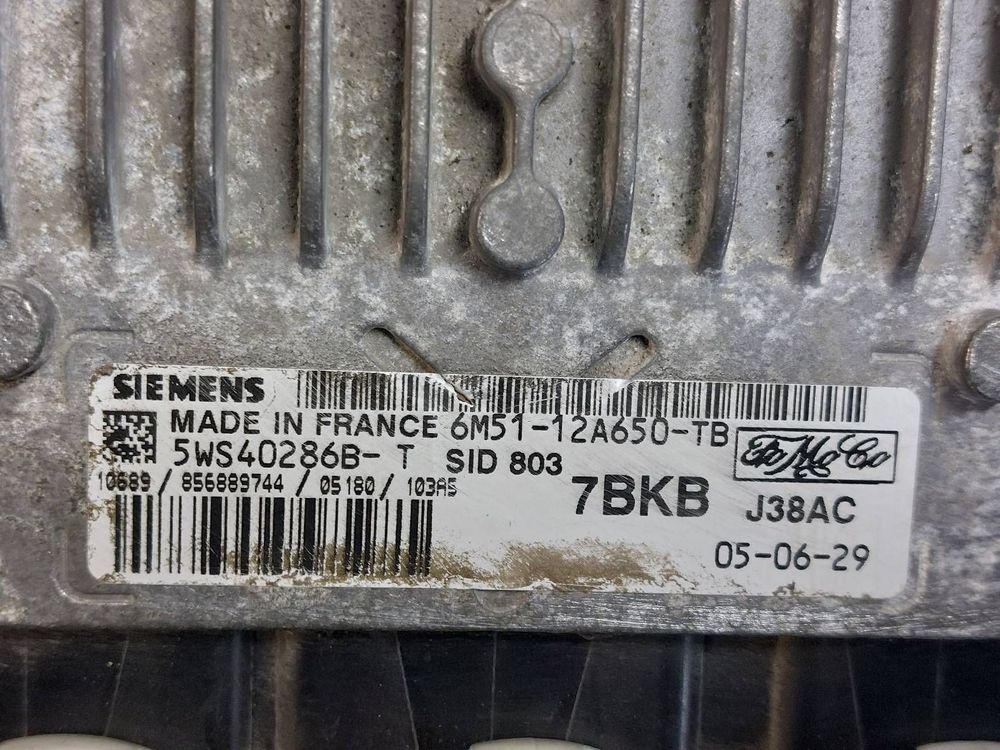 SIEMENS
MADE IN FRANCE 6M51-12A650-TB
5WS40286B- T SID 803
FoMoCo
10689/856889744/05180/103A5
7BKB J38AC
05-06-29